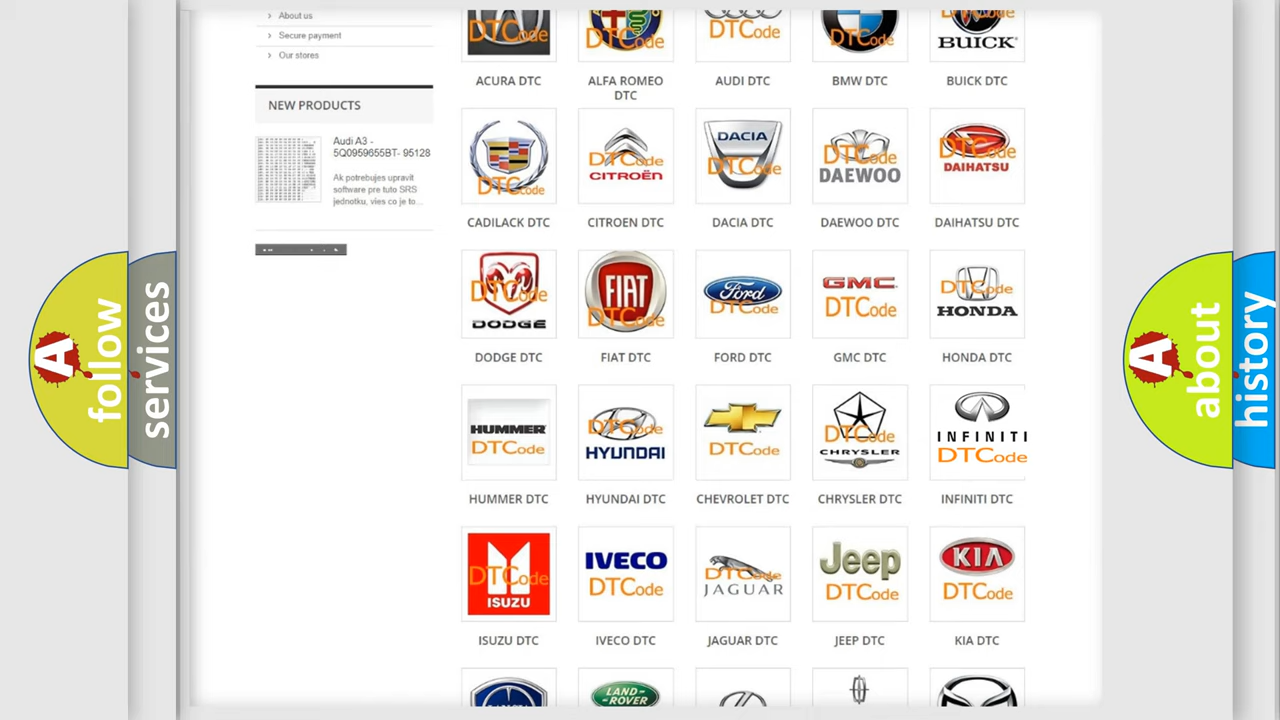 About us
Secure payment
Our stores
NEW PRODUCTS
Audi A3 -
5Q0959655BT- 95128
Ak potrebujes upravit
software pre tuto SRS
jednotku, vies co je to...
DTCode
DTCode
DTCode
DTCode
BUICK
ACURA DTC
ALFA ROMEO
DTC
AUDI DTC
BMW DTC
BUICK DTC
DTCode
DTCode
CITROËN
DACIA
DTCode
DTCode
DAEWOO
DTCode
DAIHATSU
CADILACK DTC
CITROEN DTC
DACIA DTC
DAEWOO DTC
DAIHATSU DTC
DTCode
DODGE
FIAT
DTCode
Ford
DTCode
GMC
DTCode
DTCode
HONDA
DODGE DTC
FIAT DTC
FORD DTC
GMC DTC
HONDA DTC
HUMMER
DTCode
DTCode
HYUNDAI
DTCode
DTCode
CHRYSLER
INFINITI
DTCode
HUMMER DTC
HYUNDAI DTC
CHEVROLET DTC
CHRYSLER DTC
INFINITI DTC
DTCode
ISUZU
IVECO
DTCode
DTCode
JAGUAR
Jeep
DTCode
KIA
DTCode
ISUZU DTC
IVECO DTC
JAGUAR DTC
JEEP DTC
KIA DTC
LAND-
ROVER
A
follow
services
A
about
history